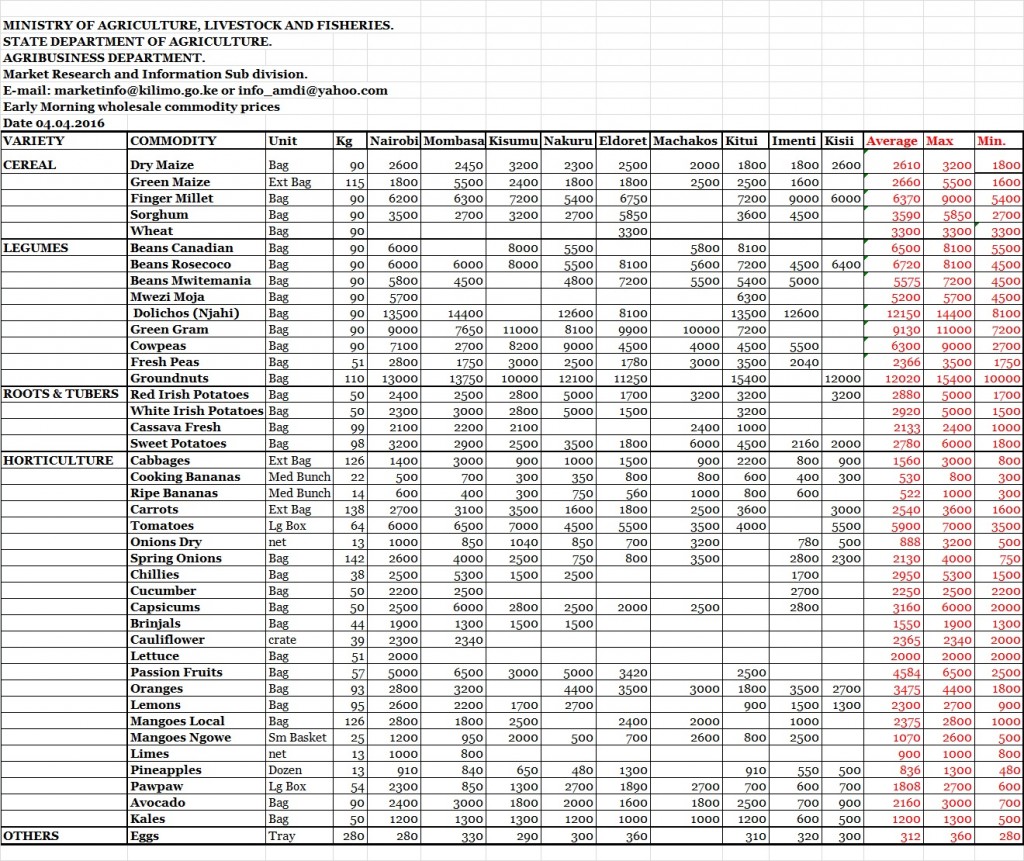 MINISTRY OF AGRICULTURE, LIVESTOCK AND FISHERIES.
STATE DEPARTMENT OF AGRICULTURE.
AGRIBUSINESS DEPARTMENT.
Market Research and Information Sub division.
E-mail: marketinfo@kilimo.go.ke or info_amdi@yahoo.com
Early Morning wholesale commodity prices
Date 04.04.2016
VARIETY COMMODITY Unit Kg Nairobi Mombasa Kisumu Nakuru Eldoret Machakos Kitui Imenti Kisii Average Max Min.
CEREAL Dry Maize Bag 90 2600 2450 3200 2300 2500 2000 1800 1800 2600 2610 3200 1800
Green Maize Ext Bag 115 1800 5500 2400 1800 1800 2500 2500 1600 2660 5500 1600
Finger Millet Bag 90 6200 6300 7200 5400 6750 7200 9000 6000 6370 9000 5400
Sorghum Bag 90 3500 2700 3200 2700 5850 3600 4500 3590 5850 2700
Wheat Bag 90 3300 3300 3300 3300
LEGUMES Beans Canadian Bag 90 6000 8000 5500 5800 8100 6500 8100 5500
Beans Rosecoco Bag 90 6000 6000 8000 5500 8100 5600 7200 4500 6400 6720 8100 4500
Beans Mwitemania Bag 90 5800 4500 4800 7200 5500 5400 5000 5575 7200 4500
Mwezi Moja Bag 90 5700 6300 5200 5700 4500
Dolichos (Njahi) Bag 90 13500 14400 12600 8100 13500 12600 12150 14400 8100
Green Gram Bag 90 9000 7650 11000 8100 9900 10000 7200 9130 11000 7200
Cowpeas Bag 90 7100 2700 8200 9000 4500 4000 4500 5500 6300 9000 2700
Fresh Peas Bag 51 2800 1750 3000 2500 1780 3000 3500 2040 2366 3500 1750
Groundnuts Bag 110 13000 13750 10000 12100 11250 15400 12000 12020 15400 10000
ROOTS & TUBERS Red Irish Potatoes Bag 50 2400 2500 2800 5000 1700 3200 3200 3200 2880 5000 1700
White Irish Potatoes Bag 50 2300 3000 2800 5000 1500 3200 2920 5000 1500
Cassava Fresh Bag 99 2100 2200 2100 2400 1000 2133 2400 1000
Sweet Potatoes Bag 98 3200 2900 2500 3500 1800 6000 4500 2160 2000 2780 6000 1800
HORTICULTURE Cabbages Ext Bag 126 1400 3000 900 1000 1500 900 2200 800 900 1560 3000 800
Cooking Bananas Med Bunch 22 500 700 300 350 800 800 600 400 300 530 800 300
Ripe Bananas Med Bunch 14 600 400 300 750 560 1000 800 600 522 1000 300
Carrots Ext Bag 138 2700 3100 3500 1600 1800 2500 3600 3000 2540 3600 1600
Tomatoes Lg Box 64 6000 6500 7000 4500 5500 3500 4000 5500 5900 7000 3500
Onions Dry net 13 1000 850 1040 850 700 3200 780 500 888 3200 500
Spring Onions Bag 142 2600 4000 2500 750 800 3500 2800 2300 2130 4000 750
Chillies Bag 38 2500 5300 1500 2500 1700 2950 5300 1500
Cucumber Bag 50 2200 2500 2700 2250 2500 2200
Capsicums Bag 50 2500 6000 2800 2500 2000 2500 2800 3160 6000 2000
Brinjals Bag 44 1900 1300 1500 1500 1550 1900 1300
Cauliflower crate 39 2300 2340 2365 2340 2000
Lettuce Bag 51 2000 2000 2000 2000
Passion Fruits Bag 57 5000 6500 3000 5000 3420 2500 4584 6500 2500
Oranges Bag 93 2800 3200 4400 3500 3000 1800 3500 2700 3475 4400 1800
Lemons Bag 95 2600 2200 1700 2700 900 1500 1300 2300 2700 900
Mangoes Local Bag 126 2800 1800 2500 2400 2000 1000 2375 2800 1000
Mangoes Ngowe Sm Basket 25 1200 950 2000 500 700 2600 800 2500 1070 2600 500
Limes net 13 1000 800 900 1000 800
Pineapples Dozen 13 910 840 650 480 1300 910 550 500 836 1300 480
Pawpaw Lg Box 54 2300 850 1300 2700 1890 2700 700 600 700 1808 2700 600
Avocado Bag 90 2400 3000 1800 2000 1600 1800 2500 700 900 2160 3000 700
Kales Bag 50 1200 1300 1300 1200 1000 1000 1200 600 500 1200 1300 500
OTHERS Eggs Tray 280 280 330 290 300 360 310 320 300 312 360 280